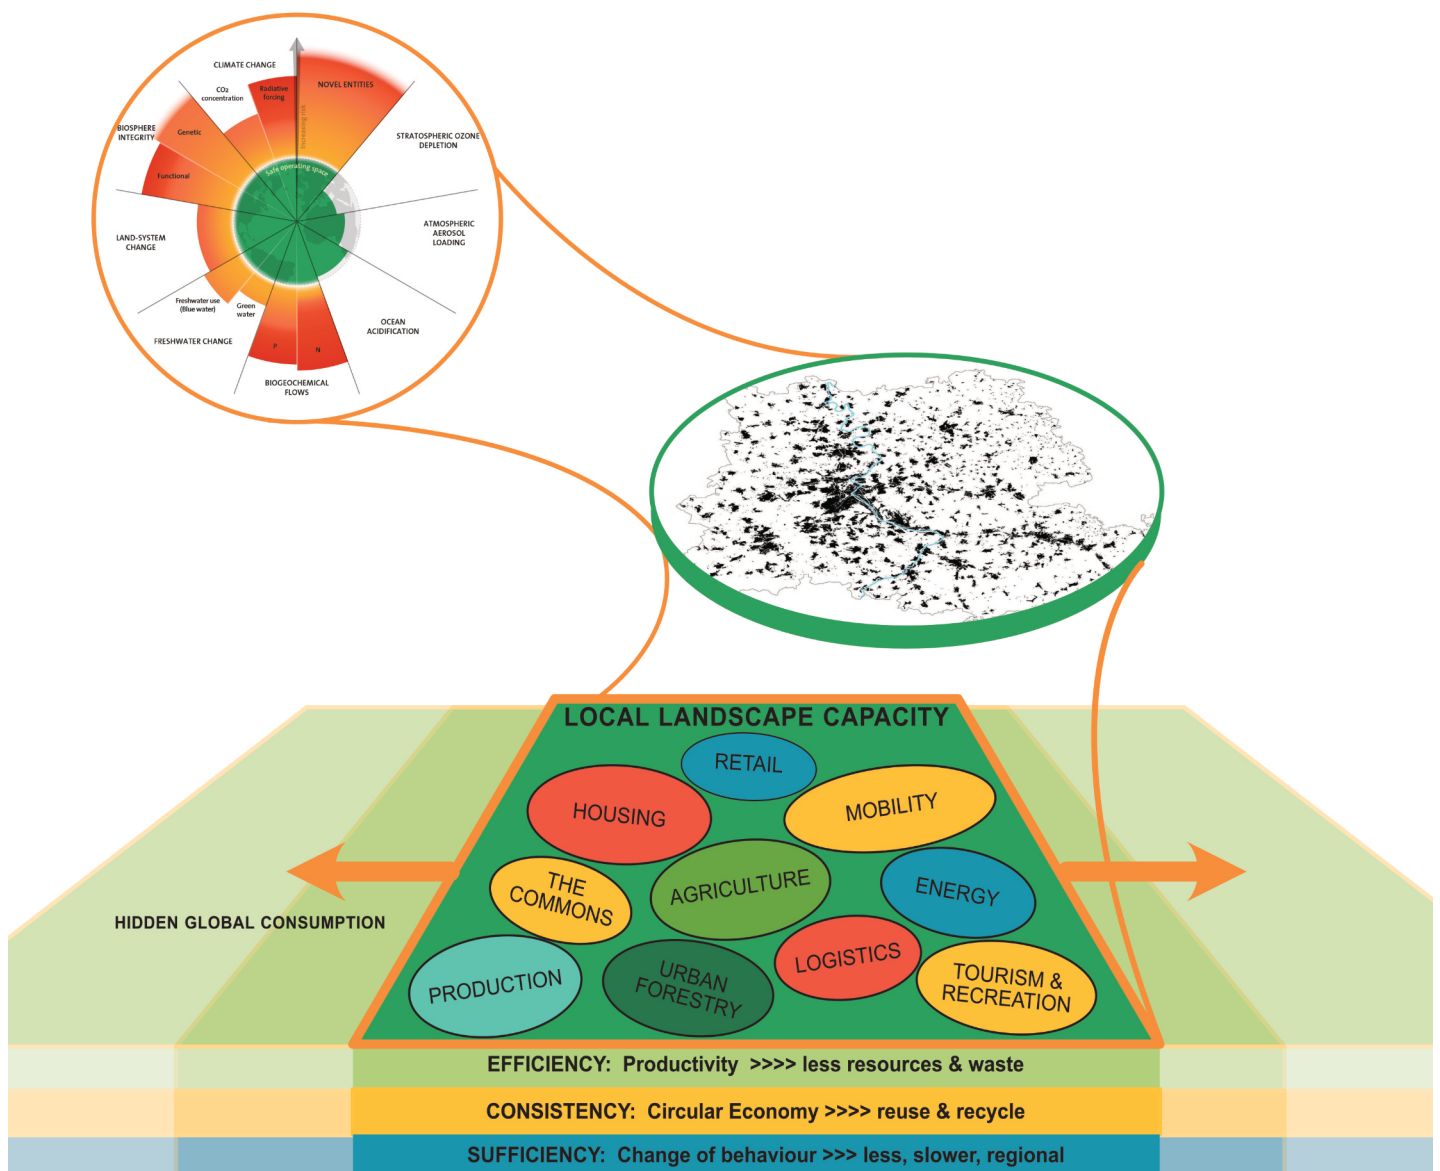 CLIMATE CHANGE
CO2
concentration
Radiative
forcing
Increasing risk
NOVEL ENTITIES
STRATOSPHERIC OZONE
DEPLETION
BIOSPHERE
INTEGRITY
Genetic
Functional
Safe operating space
ATMOSPHERIC
AEROSOL
LOADING
LAND-SYSTEM
CHANGE
Freshwater use
(Blue water)
Green
water
FRESHWATER CHANGE
OCEAN
ACIDIFICATION
P
N
BIOGEOCHEMICAL
FLOWS
LOCAL LANDSCAPE CAPACITY
RETAIL
HOUSING
MOBILITY
THE
COMMONS
AGRICULTURE
ENERGY
HIDDEN GLOBAL CONSUMPTION
PRODUCTION
URBAN
FORESTRY
LOGISTICS
TOURISM &
RECREATION
EFFICIENCY: Productivity >>>> less resources & waste
CONSISTENCY: Circular Economy >>>> reuse & recycle
SUFFICIENCY: Change of behaviour >>> less, slower, regional